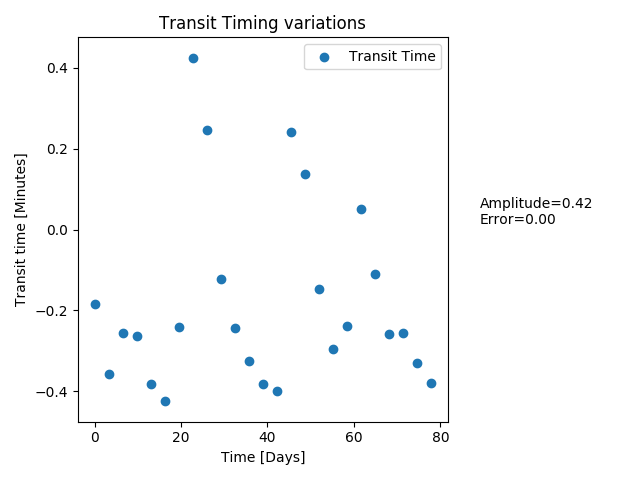 Transit Timing variations
Transit Time
0.4
0.2
0.0
−0.2
−0.4
Transit time [Minutes]
0
20
40
60
80
Time [Days]
Amplitude=0.42
Error=0.00